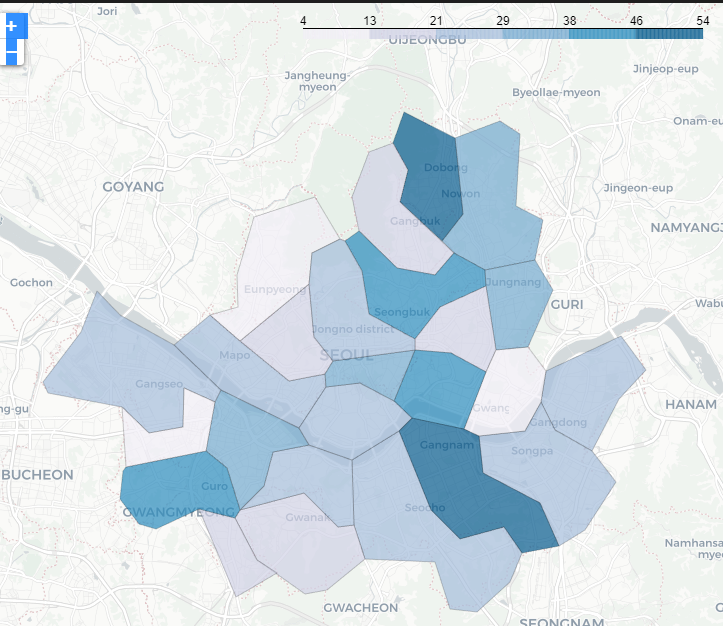 Jori
+
4 13 21 29 38 46 54
UIJEONGBU
Jinjeop-eup
Jangheung-
myeon
Byeollae-myeon
Onam-eu
Dobong
GOYANG
Jingeon-eup
Nowon
Gangbuk
NAMYANGJ
Gochon
Jungnang
Eunpyeong
GURI
Wabu
Seongbuk
Jongno district
Mapo
SEOUL
Gangseo
HANAM
ng-gu
Gwang
Gangdong
Gangnam
Songpa
BUCHEON
Guro
Seocho
GWANGMYEONG
Gwanak
Namhansa
myeo
GWACHEON
SEONGNAM
G